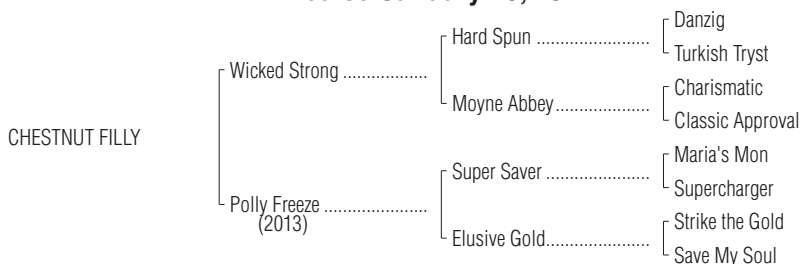 Danzig
Hard Spun ....................
Turkish Tryst
Wicked Strong .................
Charismatic
Moyne Abbey .................
Classic Approval
CHESTNUT FILLY
Maria's Mon
Super Saver ...................
Supercharger
Polly Freeze .....................
(2013)
Strike the Gold
Elusive Gold .....................
Save My Soul